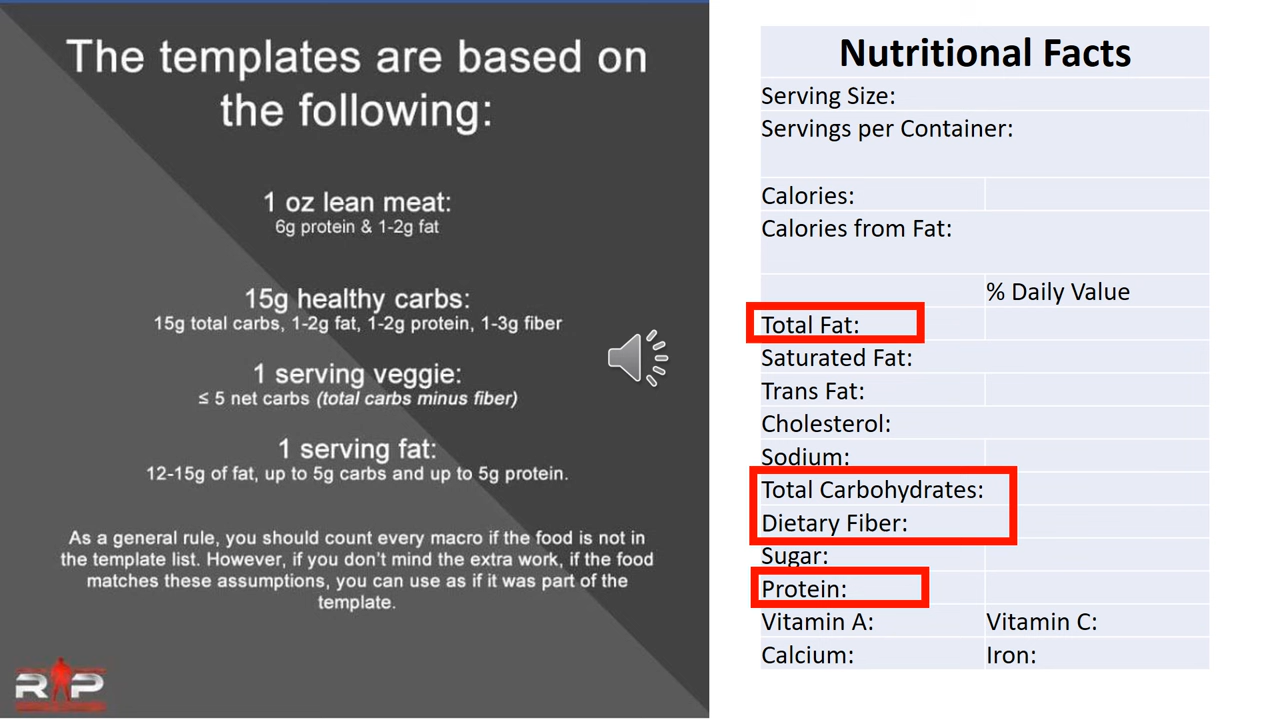 The templates are based on
the following:
1 oz lean meat:
6g protein & 1-2g fat
15g healthy carbs:
15g total carbs, 1-2g fat, 1-2g protein, 1-3g fiber
1 serving veggie:
≤ 5 net carbs (total carbs minus fiber)
1 serving fat:
12-15g of fat, up to 5g carbs and up to 5g protein.
As a general rule, you should count every macro if the food is not in
the template list. However, if you don't mind the extra work, if the food
matches these assumptions, you can use as if it was part of the
template.
RP
Nutritional Facts
Serving Size:
Servings per Container:
Calories:
Calories from Fat:
% Daily Value
Total Fat:
Saturated Fat:
Trans Fat:
Cholesterol:
Sodium:
Total Carbohydrates:
Dietary Fiber:
Sugar:
Protein:
Vitamin A: Vitamin C:
Calcium: Iron: